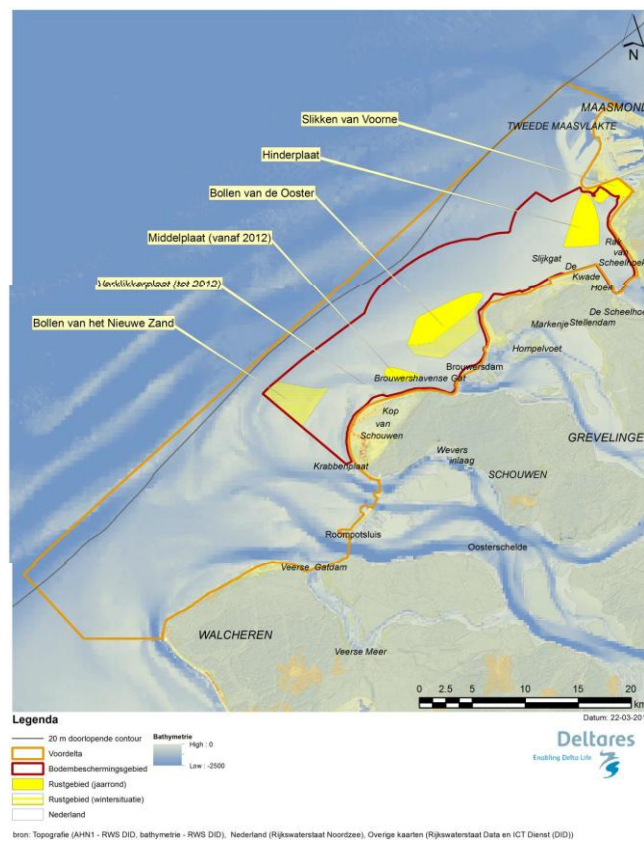 N
MAASMOND
TWEEDE MAASVLAKTE
Slikken van Voorne
Hinderplaat
Bollen van de Ooster
Middelplaat (vanaf 2012)
Verklikkerplaat (tot 2012)
Bollen van het Nieuwe Zand
Rak
van
Scheelhoek
Slijkgat
De
Kwade
Hoek
De Scheelhoe
Markenje
Stellendam
Hompelvoet
Brouwersdam
Brouwershavense Gat
Kop
van
Schouwen
GREVELINGE
Wevers
inlaag
Krabbenplaat
SCHOUWEN
Roompotsluis
Oosterschelde
Veerse Gatdam
WALCHEREN
Veerse Meer
0 2.5 5 10 15 20
km
Datum: 22-03-201
Legenda
20 m doorlopende contour
Voordelta
Bodembeschermingsgebied
Rustgebied (jaarrond)
Rustgebied (wintersituatie)
Nederland
Bathymetrie
High : 0
Low : -2500
Deltares
Enabling Delta Life
bron: Topografie (AHN1 - RWS DID, bathymetrie - RWS DID), Nederland (Rijkswaterstaat Noordzee), Overige kaarten (Rijkswaterstaat Data en ICT Dienst (DID))